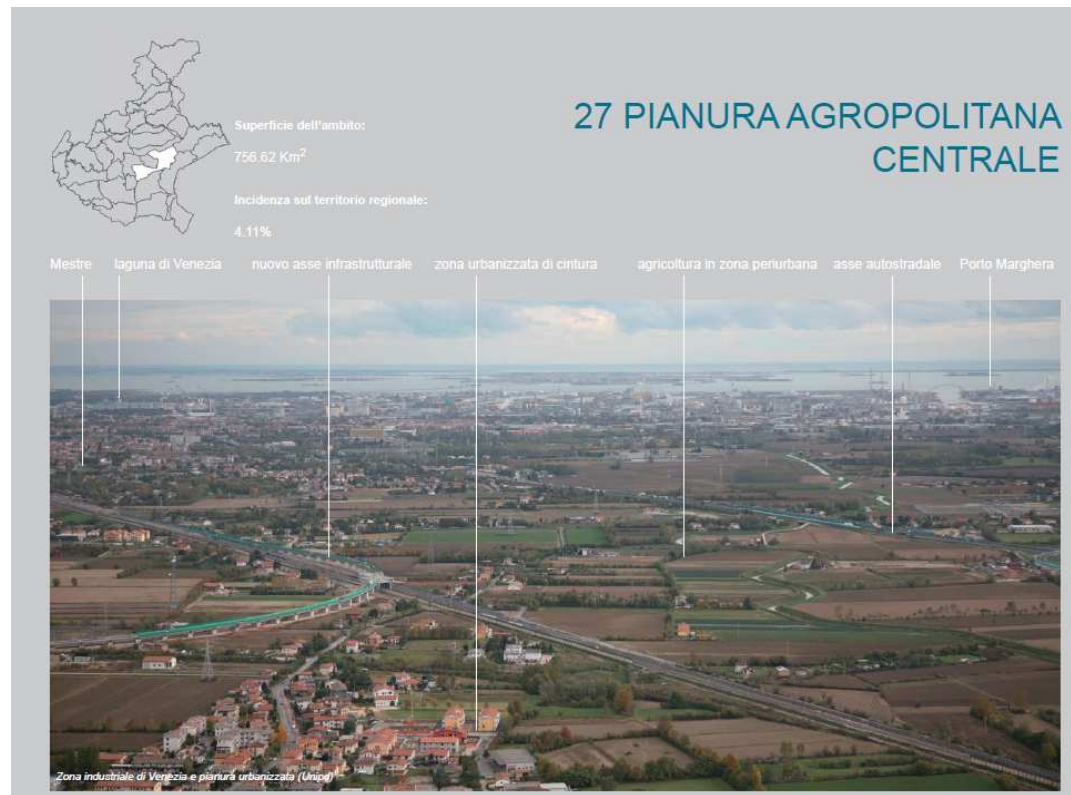 27 PIANURA AGROPOLITANA
CENTRALE
Superficie dell'ambito:
756.62 Km2
Incidenza sul territorio regionale:
4.11%
Mestre laguna di Venezia nuovo asse infrastrutturale zona urbanizzata di cintura agricoltura in zona periurbana asse autostradale Porto Marghera
Zona industriale di Venezia e pianura urbanizzata (Unipd)